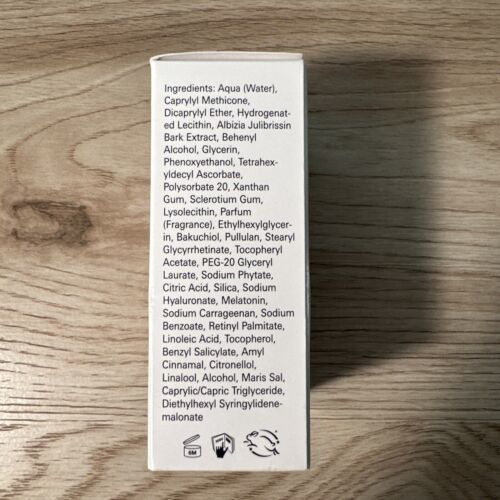 Ingredients: Aqua (Water),
Caprylyl Methicone,
Dicaprylyl Ether, Hydrogenat-
ed Lecithin, Albizia Julibrissin
Bark Extract, Behenyl
Alcohol, Glycerin,
Phenoxyethanol, Tetrahex-
yldecyl Ascorbate,
Polysorbate 20, Xanthan
Gum, Sclerotium Gum,
Lysolecithin, Parfum
(Fragrance), Ethylhexylglycer-
in, Bakuchiol, Pullulan, Stearyl
Glycyrrhetinate, Tocopheryl
Acetate, PEG-20 Glyceryl
Laurate, Sodium Phytate,
Citric Acid, Silica, Sodium
Hyaluronate, Melatonin,
Sodium Carrageenan, Sodium
Benzoate, Retinyl Palmitate,
Linoleic Acid, Tocopherol,
Benzyl Salicylate, Amyl
Cinnamal, Citronellol,
Linalool, Alcohol, Maris Sal,
Caprylic/Capric Triglyceride,
Diethylhexyl Syringylidene-
malonate
6M